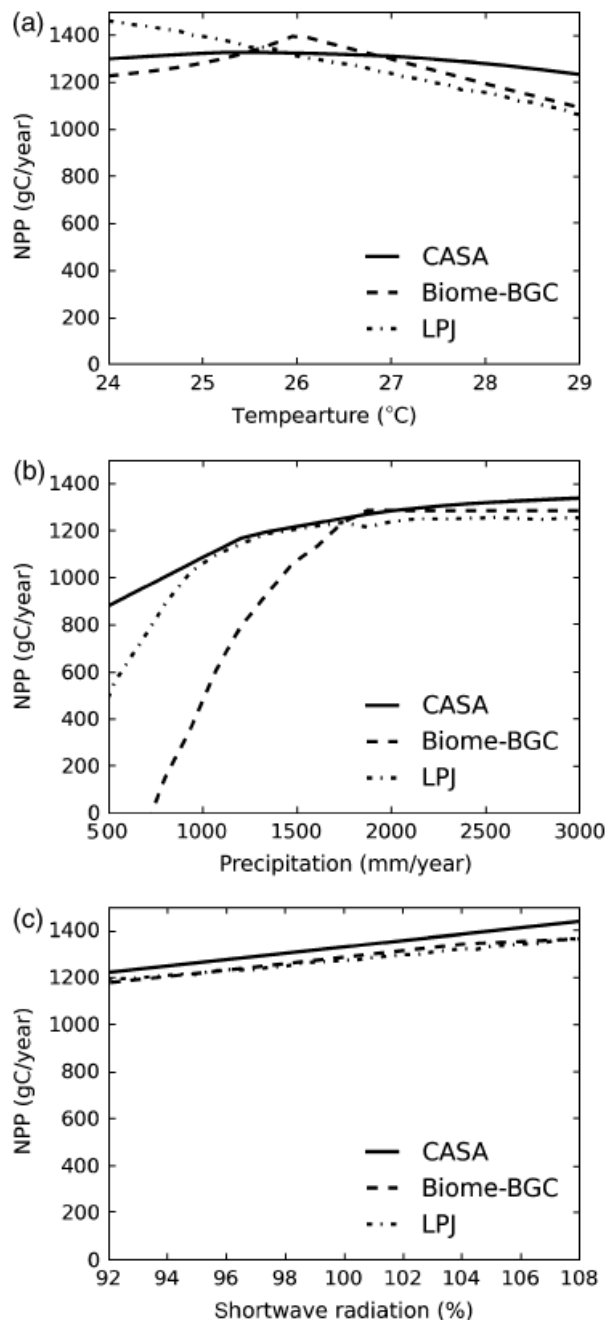 (a)
1400
1200
1000
800
600
400
200
0
NPP (gC/year)
CASA
Biome-BGC
LPJ
24 25 26 27 28 29
Tempearture (°C)
(b)
1400
1200
1000
800
600
400
200
0
NPP (gC/year)
CASA
Biome-BGC
LPJ
500 1000 1500 2000 2500 3000
Precipitation (mm/year)
(c)
1400
1200
1000
800
600
400
200
0
NPP (gC/year)
CASA
Biome-BGC
LPJ
92 94 96 98 100 102 104 106 108
Shortwave radiation (%)